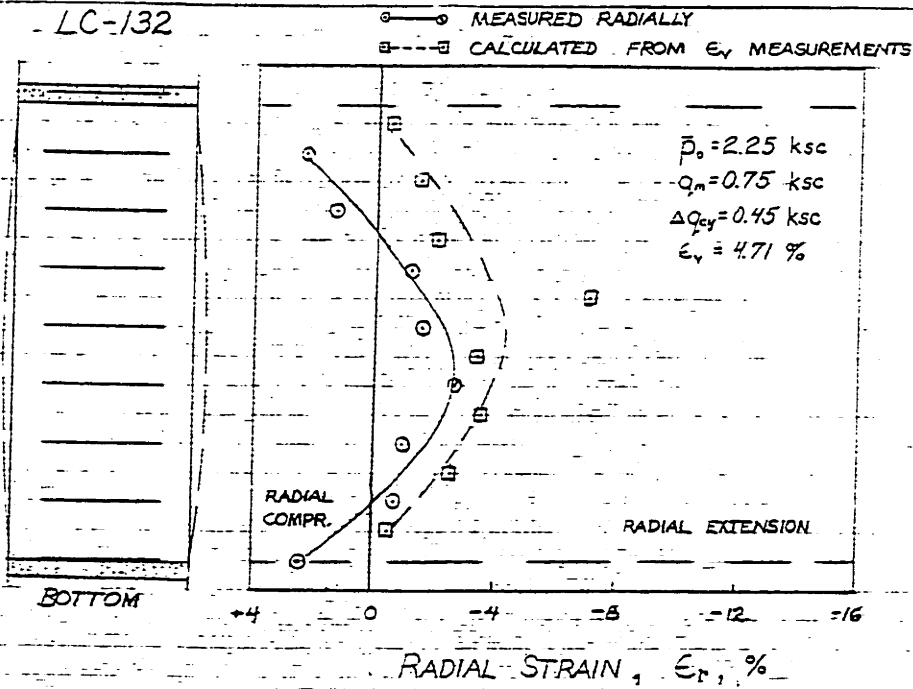 LC-132
MEASURED RADIALLY
CALCULATED FROM εv MEASUREMENTS
p̄o = 2.25 ksc
qm = 0.75 ksc
Δqcy = 0.45 ksc
εv = 4.71 %
RADIAL
COMPR.
RADIAL EXTENSION
BOTTOM
+4 0 -4 -8 -12 -16
RADIAL STRAIN, εr, %